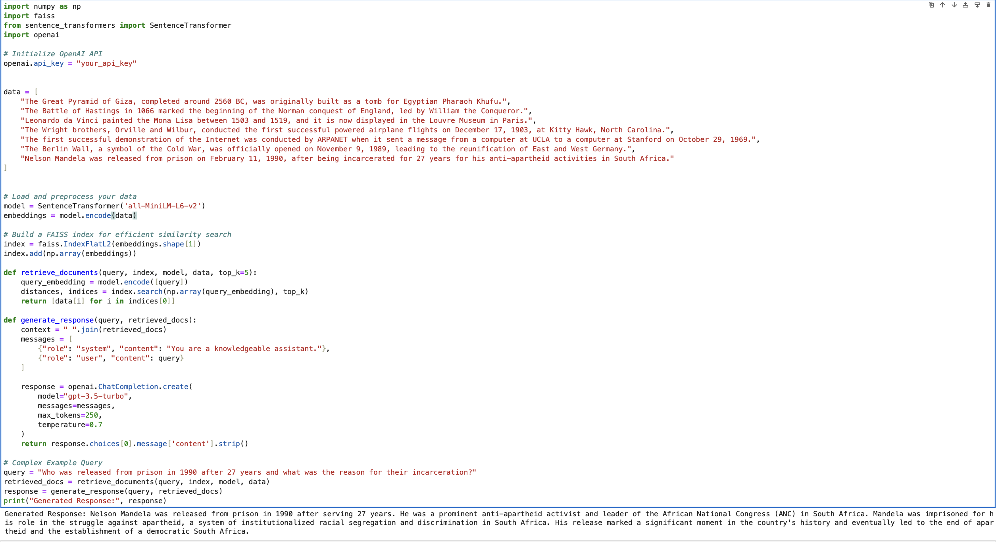 import numpy as np
import faiss
from sentence_transformers import SentenceTransformer
import openai

# Initialize OpenAI API
openai.api_key = "your_api_key"


data = [
    "The Great Pyramid of Giza, completed around 2560 BC, was originally built as a tomb for Egyptian Pharaoh Khufu.",
    "The Battle of Hastings in 1066 marked the beginning of the Norman conquest of England, led by William the Conqueror.",
    "Leonardo da Vinci painted the Mona Lisa between 1503 and 1519, and it is now displayed in the Louvre Museum in Paris.",
    "The Wright brothers, Orville and Wilbur, conducted the first successful powered airplane flights on December 17, 1903, at Kitty Hawk, North Carolina.",
    "The first successful demonstration of the Internet was conducted by ARPANET when it sent a message from a computer at UCLA to a computer at Stanford on October 29, 1969.",
    "The Berlin Wall, a symbol of the Cold War, was officially opened on November 9, 1989, leading to the reunification of East and West Germany.",
    "Nelson Mandela was released from prison on February 11, 1990, after being incarcerated for 27 years for his anti-apartheid activities in South Africa."
]


# Load and preprocess your data
model = SentenceTransformer('all-MiniLM-L6-v2')
embeddings = model.encode(data)

# Build a FAISS index for efficient similarity search
index = faiss.IndexFlatL2(embeddings.shape[1])
index.add(np.array(embeddings))

def retrieve_documents(query, index, model, data, top_k=5):
    query_embedding = model.encode([query])
    distances, indices = index.search(np.array(query_embedding), top_k)
    return [data[i] for i in indices[0]]

def generate_response(query, retrieved_docs):
    context = " ".join(retrieved_docs)
    messages = [
        {"role": "system", "content": "You are a knowledgeable assistant."},
        {"role": "user", "content": query}
    ]

    response = openai.ChatCompletion.create(
        model="gpt-3.5-turbo",
        messages=messages,
        max_tokens=250,
        temperature=0.7
    )
    return response.choices[0].message['content'].strip()

# Complex Example Query
query = "Who was released from prison in 1990 after 27 years and what was the reason for their incarceration?"
retrieved_docs = retrieve_documents(query, index, model, data)
response = generate_response(query, retrieved_docs)
print("Generated Response:", response)
Generated Response: Nelson Mandela was released from prison in 1990 after serving 27 years. He was a prominent anti-apartheid activist and leader of the African National Congress (ANC) in South Africa. Mandela was imprisoned for h
is role in the struggle against apartheid, a system of institutionalized racial segregation and discrimination in South Africa. His release marked a significant moment in the country's history and eventually led to the end of apar
theid and the establishment of a democratic South Africa.